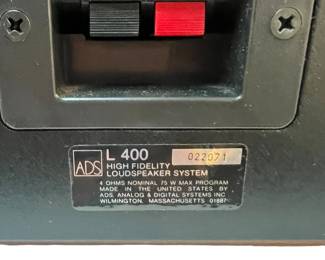 L 400 022071
ADS HIGH FIDELITY
LOUDSPEAKER SYSTEM
4 OHMS NOMINAL 75 W MAX PROGRAM
MADE IN THE UNITED STATES BY
ADS, ANALOG & DIGITAL SYSTEMS INC
WILMINGTON, MASSACHUSETTS 01887